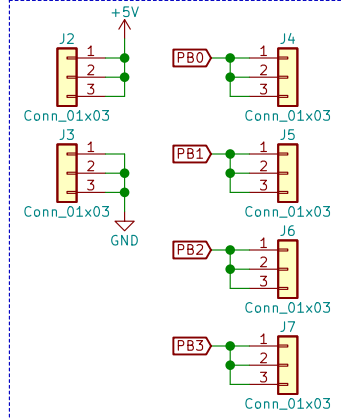 +5V
J2
1
2
3
Conn_01x03
J3
1
2
3
Conn_01x03
GND
PB0
J4
1
2
3
Conn_01x03
PB1
J5
1
2
3
Conn_01x03
PB2
J6
1
2
3
Conn_01x03
PB3
J7
1
2
3
Conn_01x03